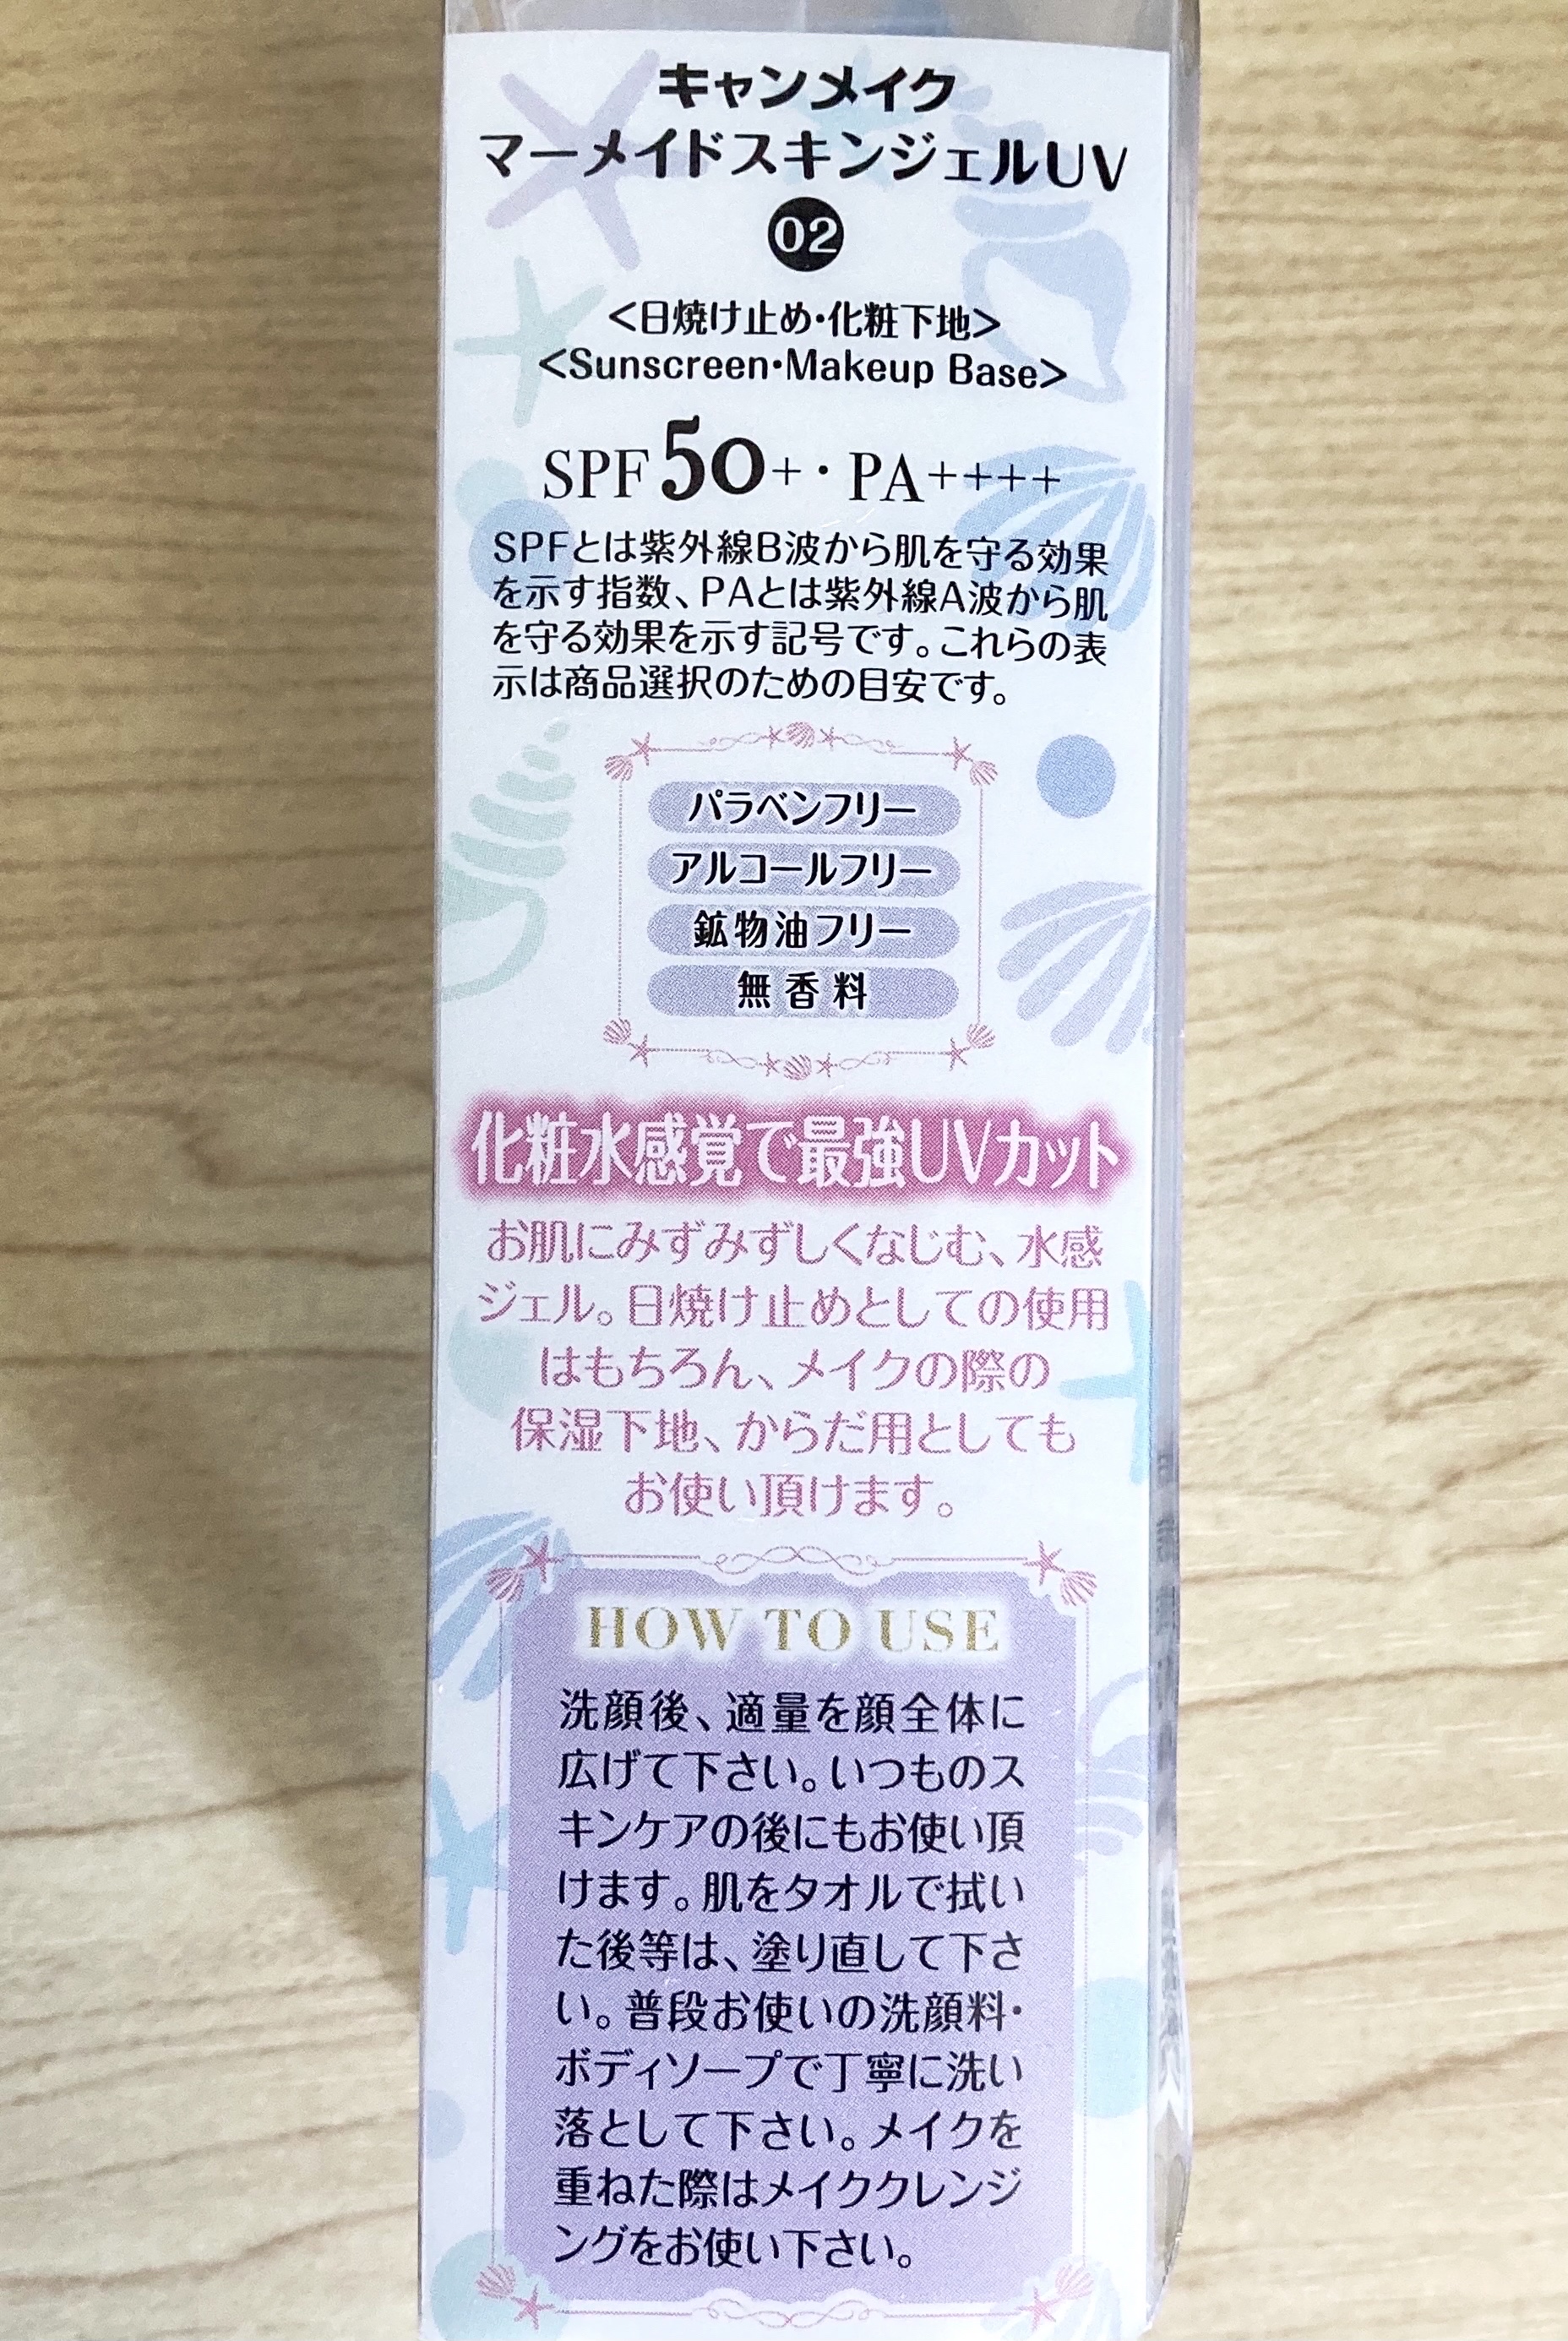 キャンメイク
マーメイドスキンジェルUV
02
<日焼け止め・化粧下地>
<Sunscreen・Makeup Base>
SPF50+・PA++++
SPFとは紫外線B波から肌を守る効果
を示す指数、PAとは紫外線A波から肌
を守る効果を示す記号です。これらの表
示は商品選択のための目安です。
パラベンフリー
アルコールフリー
鉱物油フリー
無香料
化粧水感覚で最強UVカット
お肌にみずみずしくなじむ、水感
ジェル。日焼け止めとしての使用
はもちろん、メイクの際の
保湿下地、からだ用としても
お使い頂けます。
HOW TO USE
洗顔後、適量を顔全体に
広げて下さい。いつものス
キンケアの後にもお使い頂
けます。肌をタオルで拭い
た後等は、塗り直して下さ
い。普段お使いの洗顔料・
ボディソープで丁寧に洗い
落として下さい。メイクを
重ねた際はメイククレンジ
ングをお使い下さい。